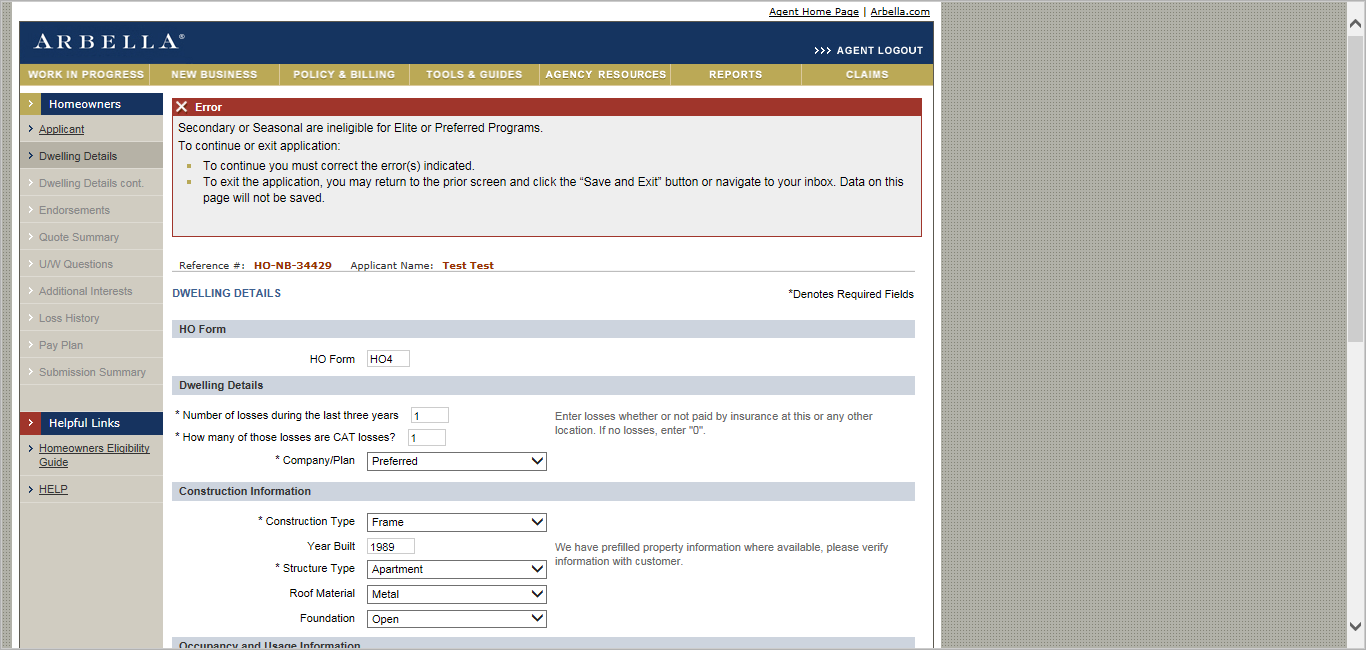 Agent Home Page | Arbella.com
ARBELLA®
>>> AGENT LOGOUT
WORK IN PROGRESS NEW BUSINESS POLICY & BILLING TOOLS & GUIDES AGENCY RESOURCES REPORTS CLAIMS
Homeowners
Applicant
Dwelling Details
Dwelling Details cont.
Endorsements
Quote Summary
U/W Questions
Additional Interests
Loss History
Pay Plan
Submission Summary
Helpful Links
Homeowners Eligibility
Guide
HELP
Error
Secondary or Seasonal are ineligible for Elite or Preferred Programs.
To continue or exit application:
To continue you must correct the error(s) indicated.
To exit the application, you may return to the prior screen and click the “Save and Exit” button or navigate to your inbox. Data on this
page will not be saved.
Reference #: HO-NB-34429 Applicant Name: Test Test
DWELLING DETAILS
*Denotes Required Fields
HO Form
HO Form HO4
Dwelling Details
* Number of losses during the last three years 1
Enter losses whether or not paid by insurance at this or any other
location. If no losses, enter "0".
* How many of those losses are CAT losses? 1
* Company/Plan Preferred
Construction Information
* Construction Type Frame
Year Built 1989
We have prefilled property information where available, please verify
information with customer.
* Structure Type Apartment
Roof Material Metal
Foundation Open
Occupancy and Usage Information